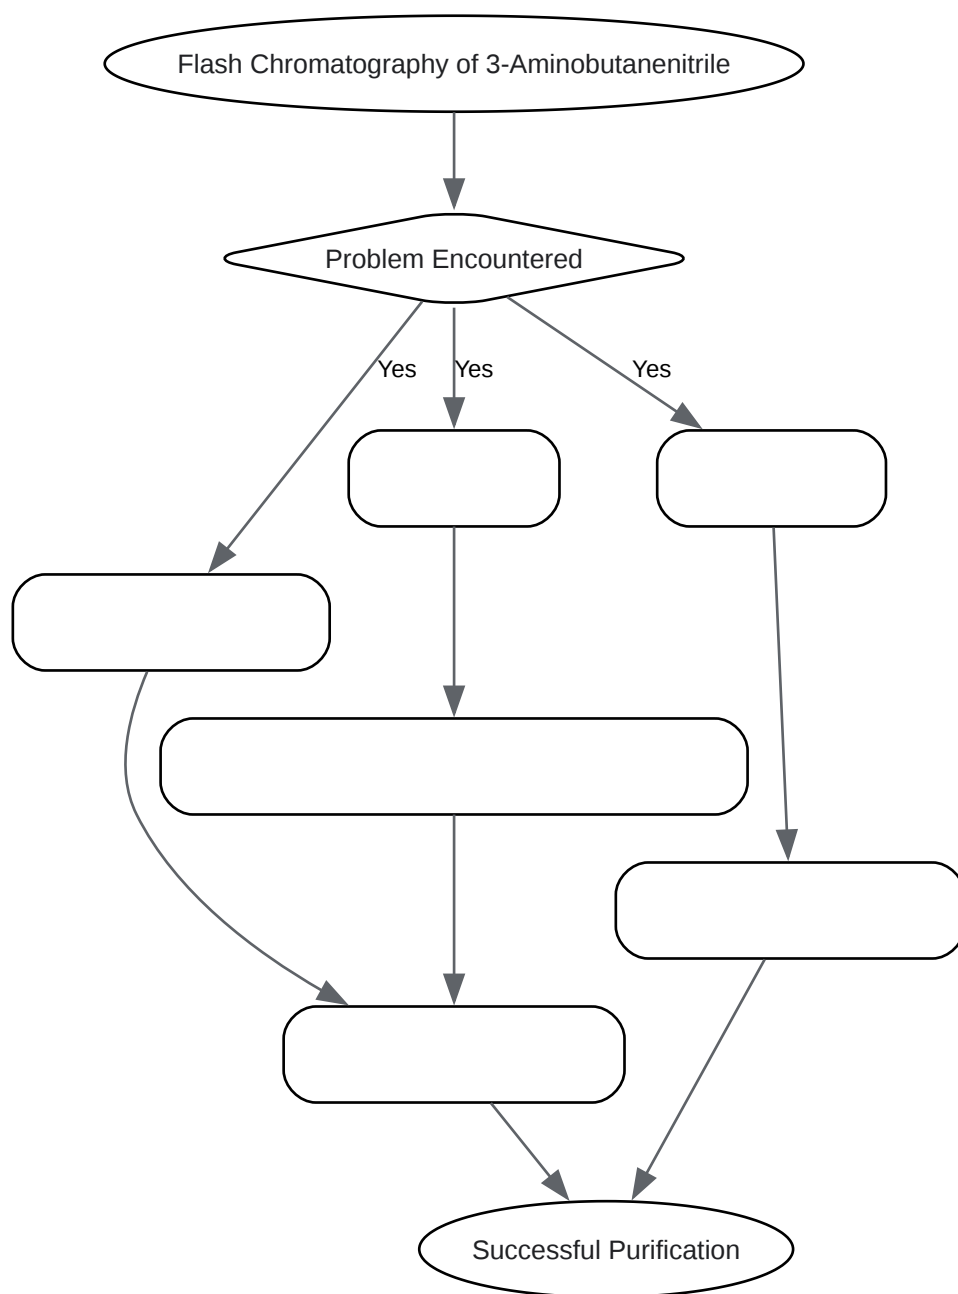 Flash Chromatography of 3-Aminobutanenitrile
Problem Encountered
Yes
Yes
Yes
Successful Purification